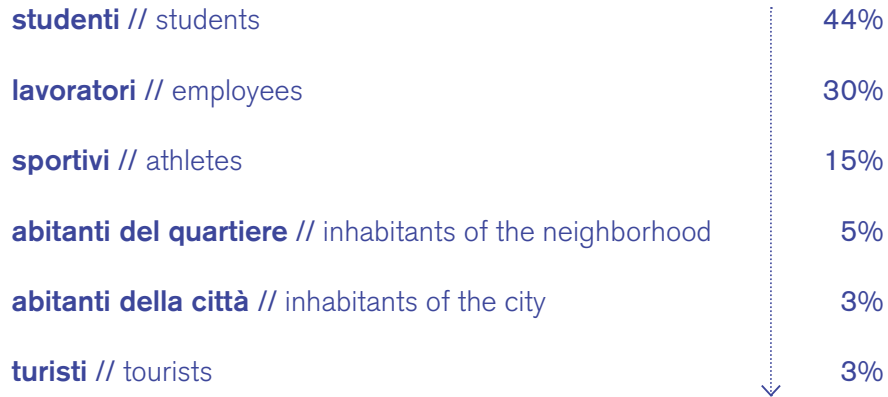 studenti // students 44%
lavoratori // employees 30%
sportivi // athletes 15%
abitanti del quartiere // inhabitants of the neighborhood 5%
abitanti della città // inhabitants of the city 3%
turisti // tourists 3%